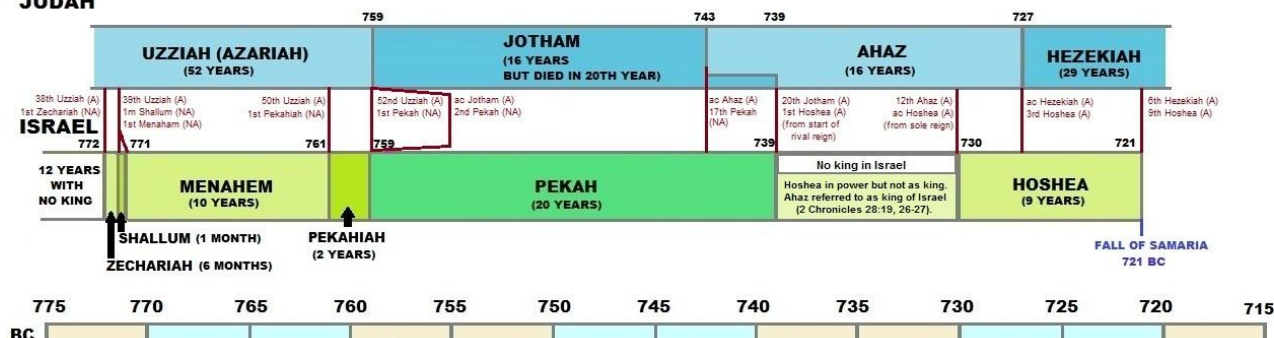 JUDAH
759
743
739
727
UZZIAH (AZARIAH)
(52 YEARS)
JOTHAM
(16 YEARS
BUT DIED IN 20TH YEAR)
AHAZ
(16 YEARS)
HEZEKIAH
(29 YEARS)
38th Uzziah (A)
1st Zechariah (NA)
39th Uzziah (A)
1m Shallum (NA)
1st Menaham (NA)
50th Uzziah (A)
1st Pekahiah (NA)
52nd Uzziah (A)
1st Pekah (NA)
ac Jotham (A)
2nd Pekah (NA)
ac Ahaz (A)
17th Pekah
(NA)
20th Jotham (A)
1st Hoshea (A)
(from start of
rival reign)
12th Ahaz (A)
ac Hoshea (A)
(from sole reign)
ac Hezekiah (A)
3rd Hoshea (A)
6th Hezekiah (A)
9th Hoshea (A)
ISRAEL
772
771
761
759
739
730
721
12 YEARS
WITH
NO KING
MENAHEM
(10 YEARS)
PEKAH
(20 YEARS)
No king in Israel
Hoshea in power but not as king.
Ahaz referred to as king of Israel
(2 Chronicles 28:19, 26-27).
HOSHEA
(9 YEARS)
SHALLUM (1 MONTH)
ZECHARIAH (6 MONTHS)
PEKAHIAH
(2 YEARS)
FALL OF SAMARIA
721 BC
775
770
765
760
755
750
745
740
735
730
725
720
715
BC